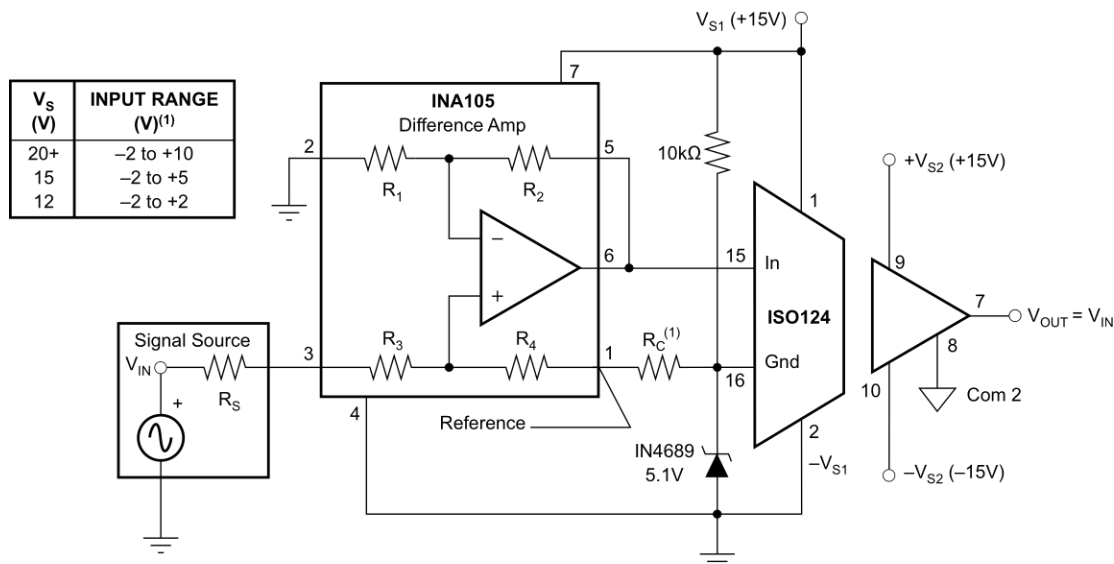 V_S1 (+15V)
V_S
(V)
INPUT RANGE
(V)(1)
20+
–2 to +10
15
–2 to +5
12
–2 to +2
7
INA105
Difference Amp
2
5
R1
R2
10kΩ
+V_S2 (+15V)
1
–
6
15
In
9
+
ISO124
7
V_OUT = V_IN
8
Signal Source
V_IN
R_S
+
3
R3
R4
1
R_C(1)
16
Gnd
10
Com 2
4
Reference
IN4689
5.1V
2
–V_S1
–V_S2 (–15V)